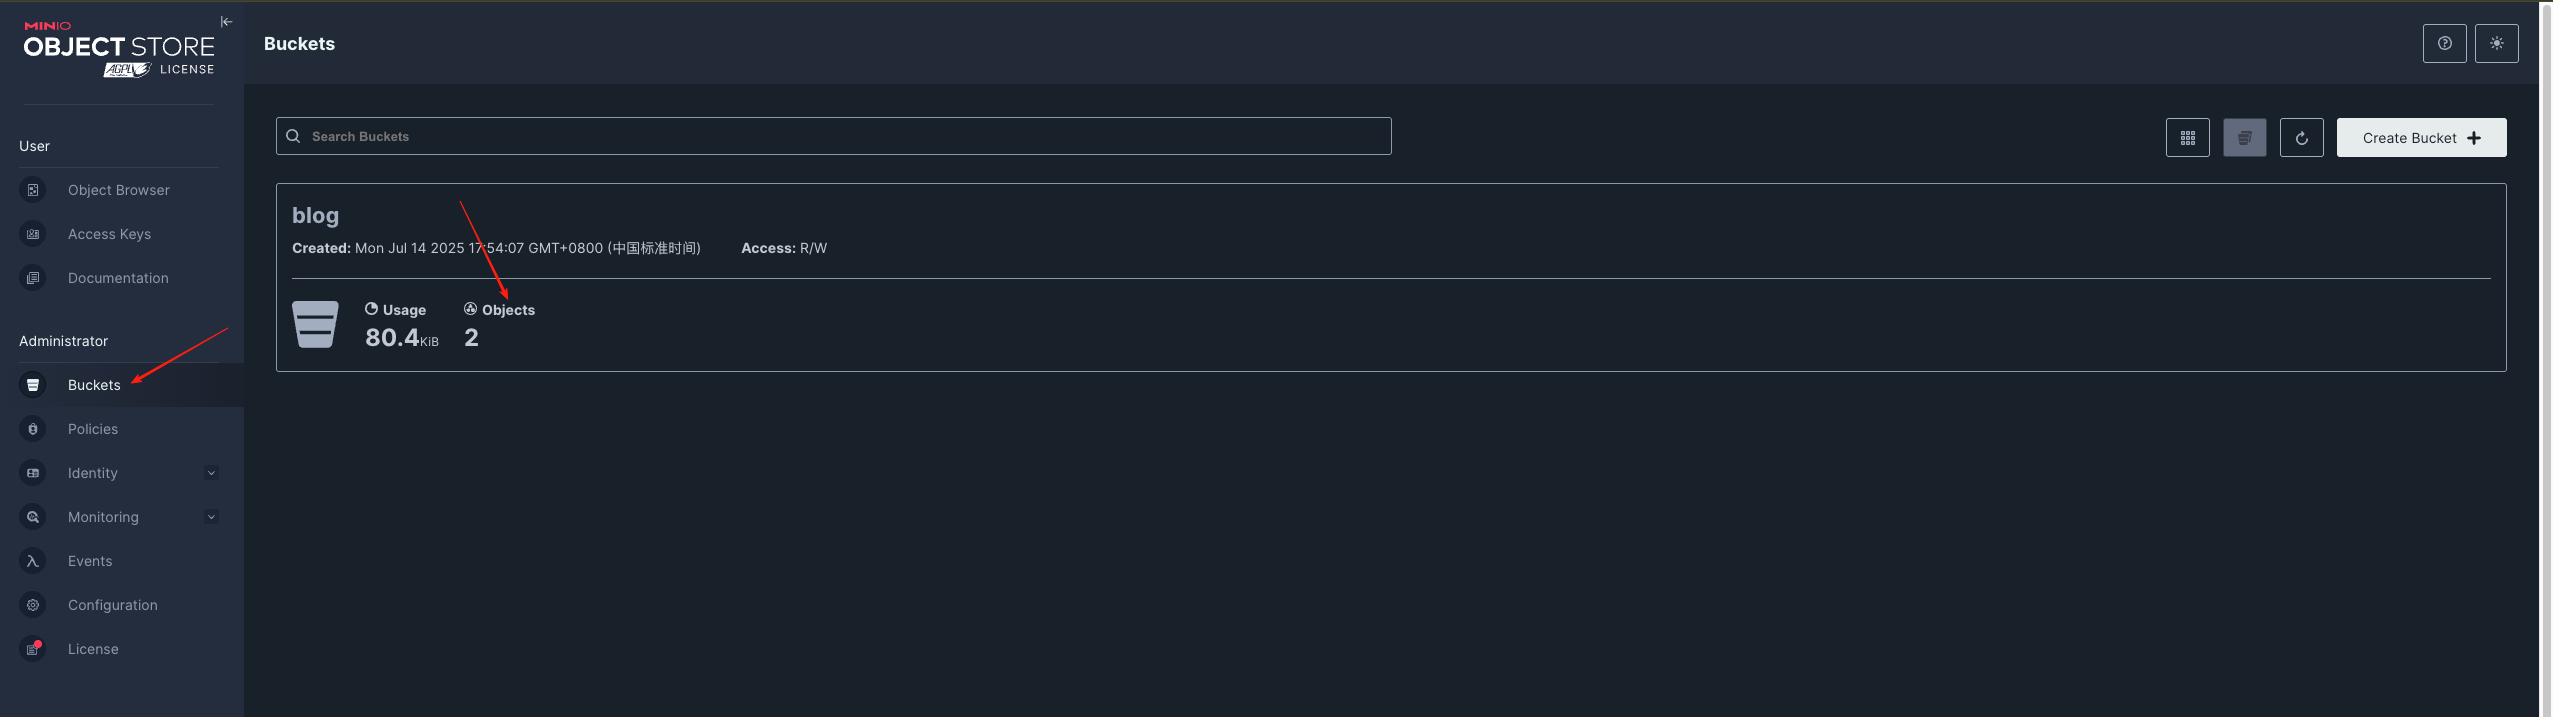 MINIO
OBJECT STORE
AGPLv3 LICENSE
User
Object Browser
Access Keys
Documentation
Administrator
Buckets
Policies
Identity
Monitoring
Events
Configuration
License
Buckets
Search Buckets
Create Bucket
blog
Created: Mon Jul 14 2025 17:54:07 GMT+0800 (中国标准时间) Access: R/W
Usage Objects
80.4KiB 2